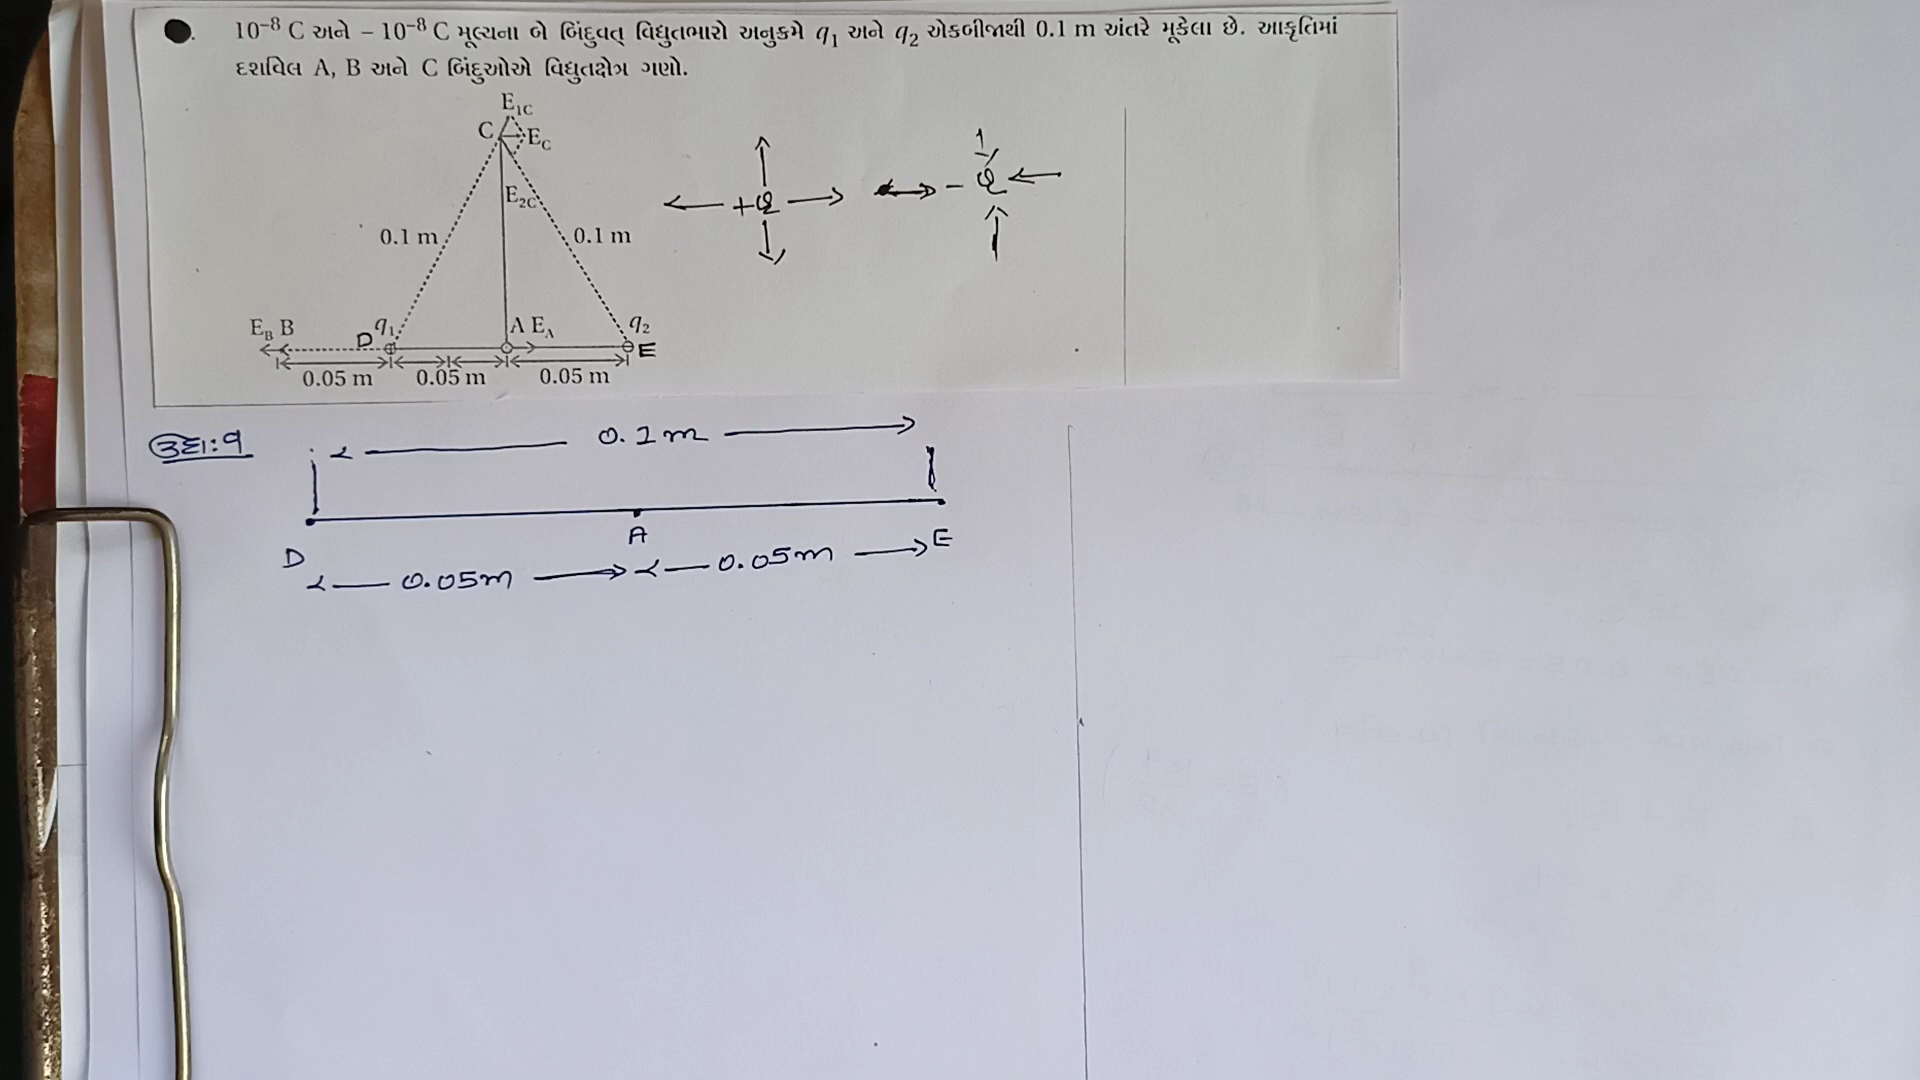 10⁻⁸ C અને – 10⁻⁸ C મૂલ્યના બે બિંદુવત્ વિદ્યુતભારો અનુક્રમે q₁ અને q₂ એકબીજાથી 0.1 m અંતરે મૂકેલા છે. આકૃતિમાં
દર્શાવેલ A, B અને C બિંદુઓએ વિદ્યુતક્ષેત્ર ગણો.
E₁C
C
E_C
E₂C
0.1 m
0.1 m
+Q
– Q
E_B B
D
q₁
A E_A
q₂
E
0.05 m
0.05 m
0.05 m
ઉદા:૧
0.1 m
D
A
E
0.05m
0.05m